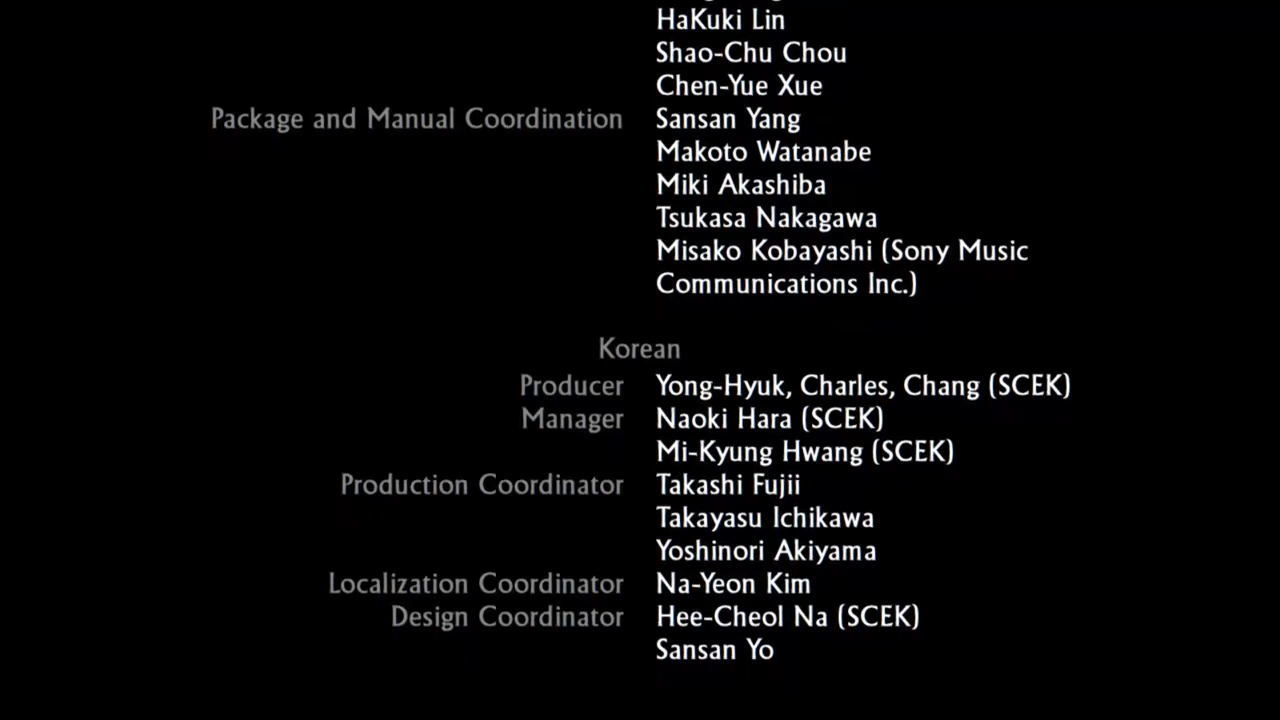 HaKuki Lin
Shao-Chu Chou
Chen-Yue Xue
Package and Manual Coordination Sansan Yang
Makoto Watanabe
Miki Akashiba
Tsukasa Nakagawa
Misako Kobayashi (Sony Music
Communications Inc.)
Korean
Producer Yong-Hyuk, Charles, Chang (SCEK)
Manager Naoki Hara (SCEK)
Mi-Kyung Hwang (SCEK)
Production Coordinator Takashi Fujii
Takayasu Ichikawa
Yoshinori Akiyama
Localization Coordinator Na-Yeon Kim
Design Coordinator Hee-Cheol Na (SCEK)
Sansan Yo